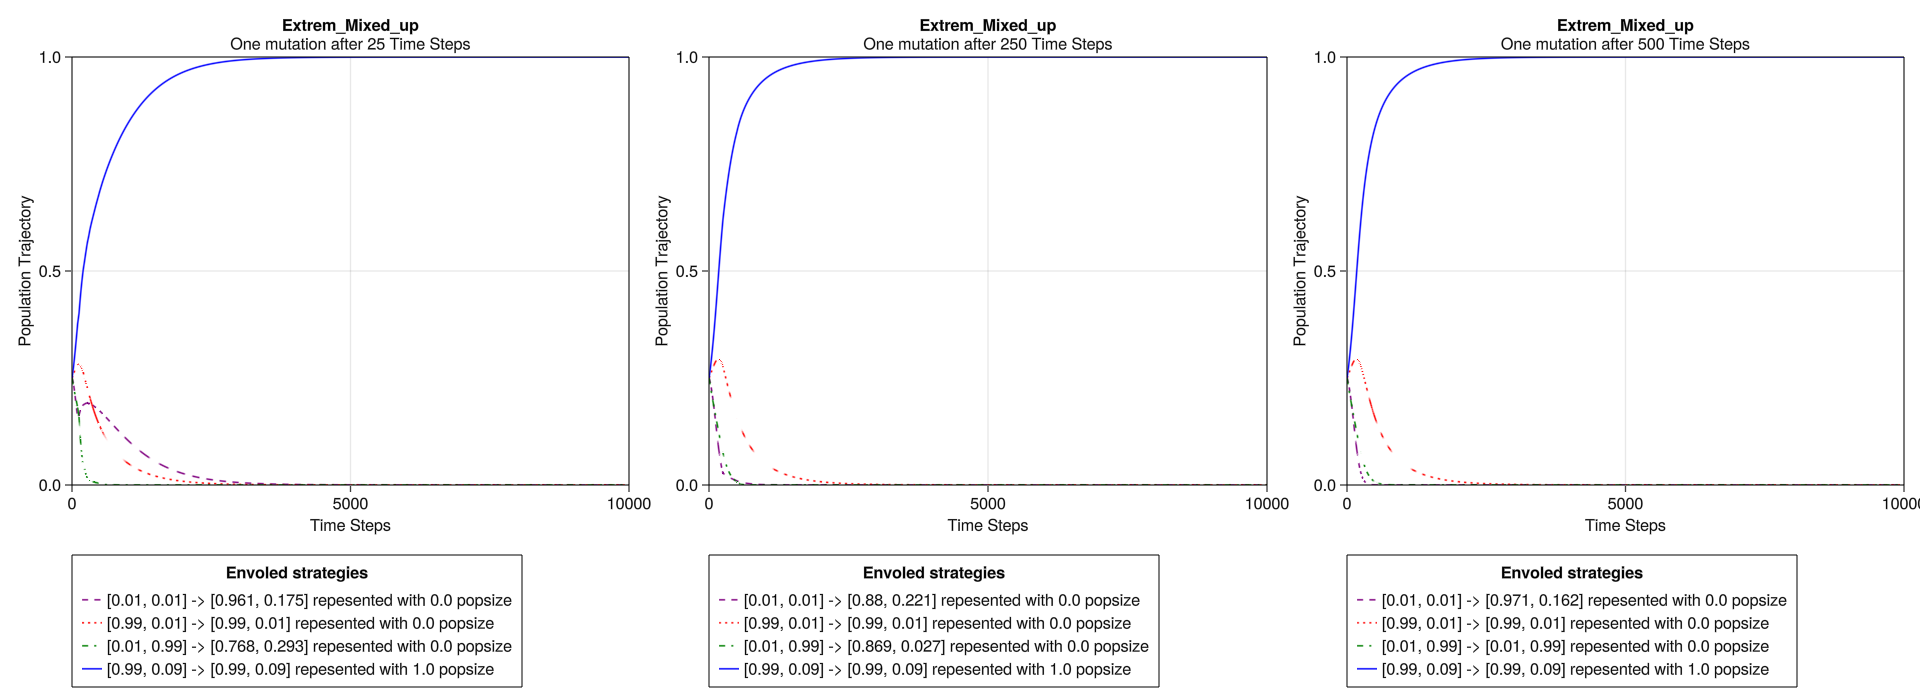 Extrem_Mixed_up
One mutation after 25 Time Steps
1.0
0.5
0.0
Population Trajectory
0
5000
10000
Time Steps
Envoled strategies
[0.01, 0.01] -> [0.961, 0.175] repesented with 0.0 popsize
[0.99, 0.01] -> [0.99, 0.01] repesented with 0.0 popsize
[0.01, 0.99] -> [0.768, 0.293] repesented with 0.0 popsize
[0.99, 0.09] -> [0.99, 0.09] repesented with 1.0 popsize
Extrem_Mixed_up
One mutation after 250 Time Steps
1.0
0.5
0.0
Population Trajectory
0
5000
10000
Time Steps
Envoled strategies
[0.01, 0.01] -> [0.88, 0.221] repesented with 0.0 popsize
[0.99, 0.01] -> [0.99, 0.01] repesented with 0.0 popsize
[0.01, 0.99] -> [0.869, 0.027] repesented with 0.0 popsize
[0.99, 0.09] -> [0.99, 0.09] repesented with 1.0 popsize
Extrem_Mixed_up
One mutation after 500 Time Steps
1.0
0.5
0.0
Population Trajectory
0
5000
10000
Time Steps
Envoled strategies
[0.01, 0.01] -> [0.971, 0.162] repesented with 0.0 popsize
[0.99, 0.01] -> [0.99, 0.01] repesented with 0.0 popsize
[0.01, 0.99] -> [0.01, 0.99] repesented with 0.0 popsize
[0.99, 0.09] -> [0.99, 0.09] repesented with 1.0 popsize